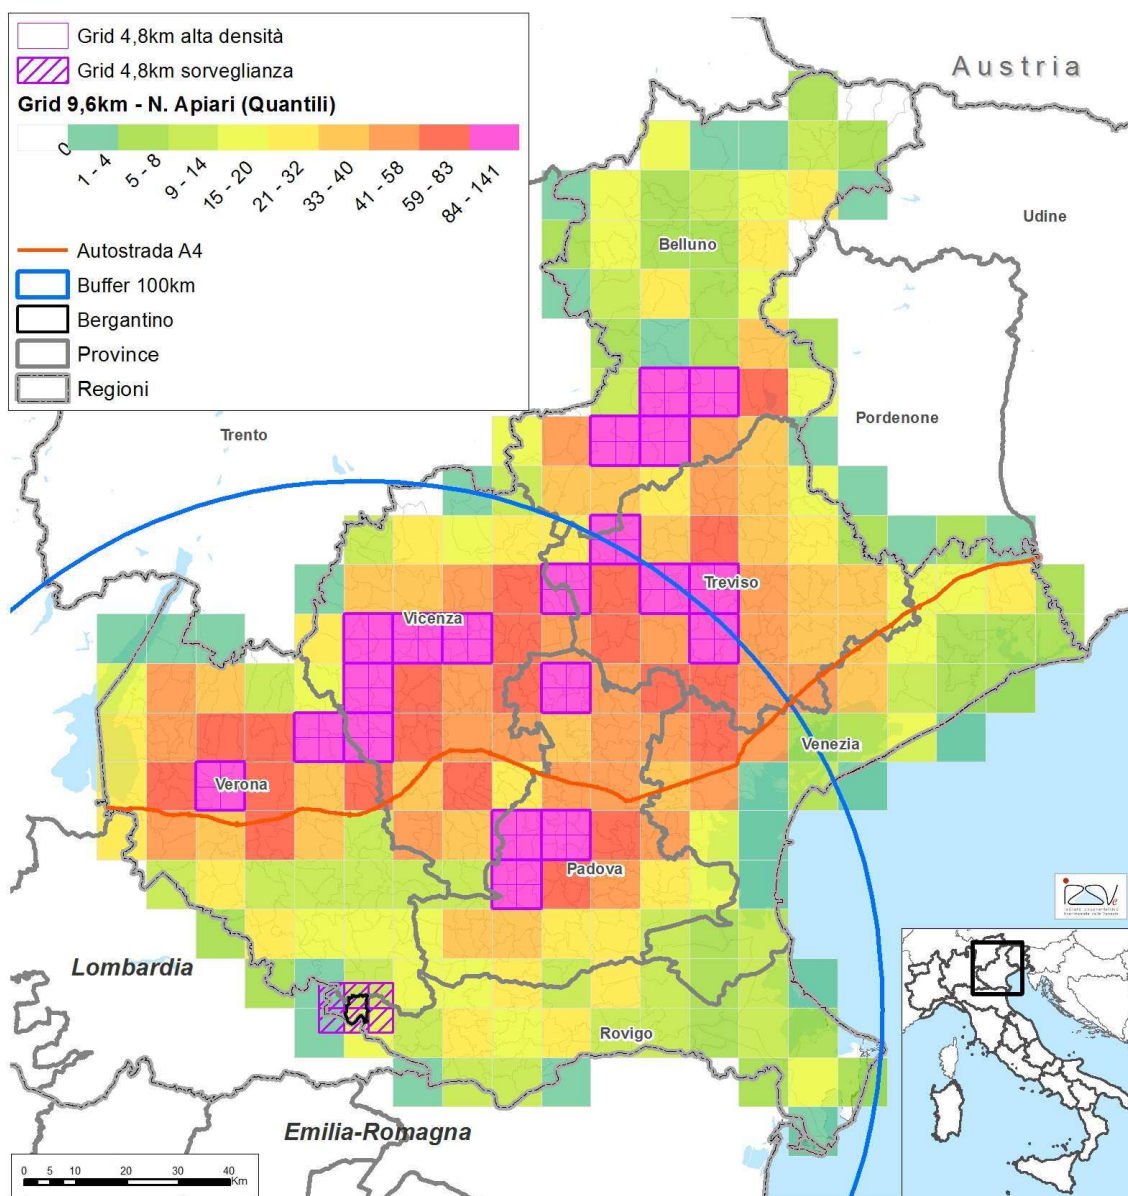 Grid 4,8km alta densità
Grid 4,8km sorveglianza
Grid 9,6km - N. Apiari (Quantili)
0
1 - 4
5 - 8
9 - 14
15 - 20
21 - 32
33 - 40
41 - 58
59 - 83
84 - 141
Autostrada A4
Buffer 100km
Bergantino
Province
Regioni
Austria
Udine
Belluno
Pordenone
Trento
Treviso
Vicenza
Venezia
Verona
Padova
Lombardia
Rovigo
Emilia-Romagna
0 5 10 20 30 40
Km